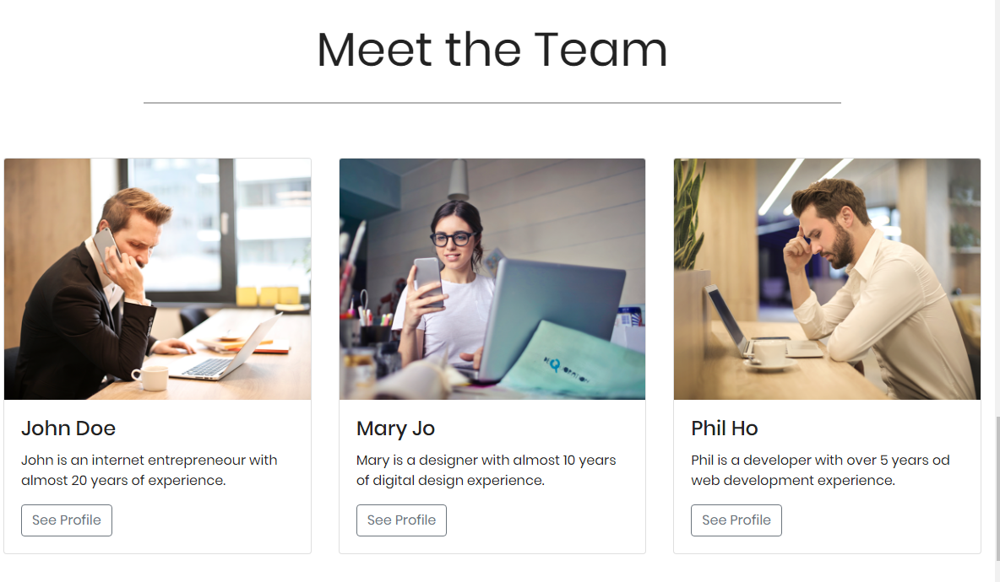 Meet the Team
John Doe
John is an internet entrepreneour with
almost 20 years of experience.
See Profile
Mary Jo
Mary is a designer with almost 10 years
of digital design experience.
See Profile
Phil Ho
Phil is a developer with over 5 years od
web development experience.
See Profile